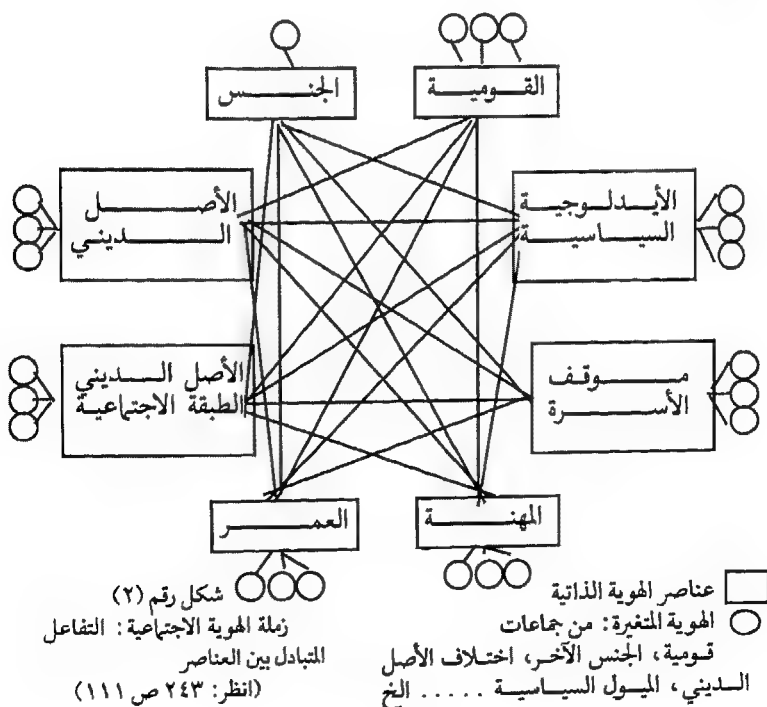 القومية
الجنس
الأيدلوجية
السياسية
الأصل
الديني
موقف
الأسرة
الأصل الديني
الطبقة الاجتماعية
المهنة
العمر
عناصر الهوية الذاتية
الهوية المتغيرة: من جماعات
قومية، الجنس الآخر، اختلاف الأصل
الديني، الميول السياسية ..... الخ
شكل رقم (٢)
زملة الهوية الاجتماعية: التفاعل
المتبادل بين العناصر
(انظر: ٢٤٣ ص ١١١)